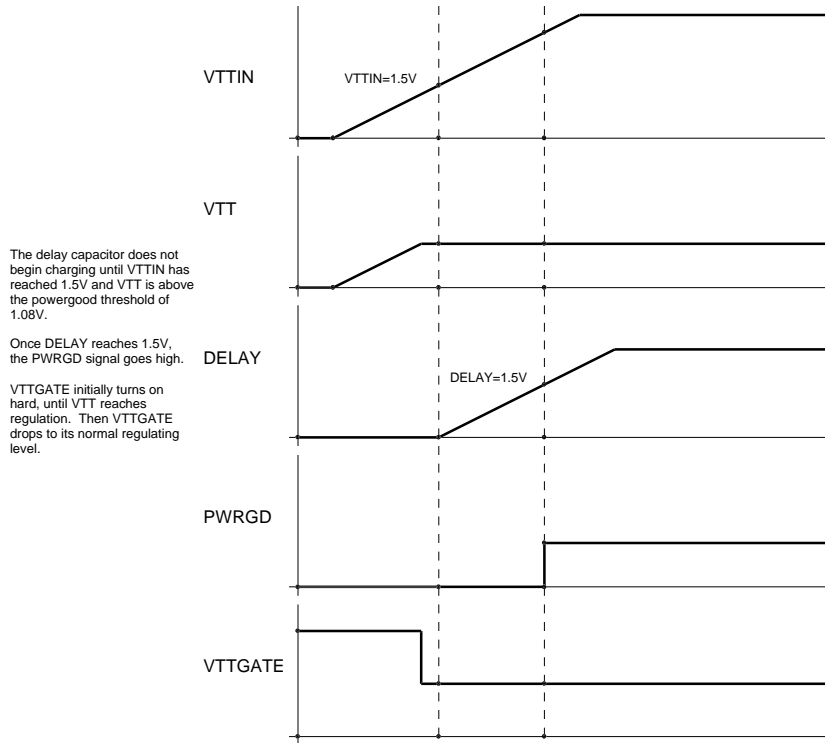 VTTIN
VTTIN=1.5V
VTT
The delay capacitor does not
begin charging until VTTIN has
reached 1.5V and VTT is above
the powergood threshold of
1.08V.
Once DELAY reaches 1.5V,
the PWRGD signal goes high.
VTTGATE initially turns on
hard, until VTT reaches
regulation.  Then VTTGATE
drops to its normal regulating
level.
DELAY
DELAY=1.5V
PWRGD
VTTGATE